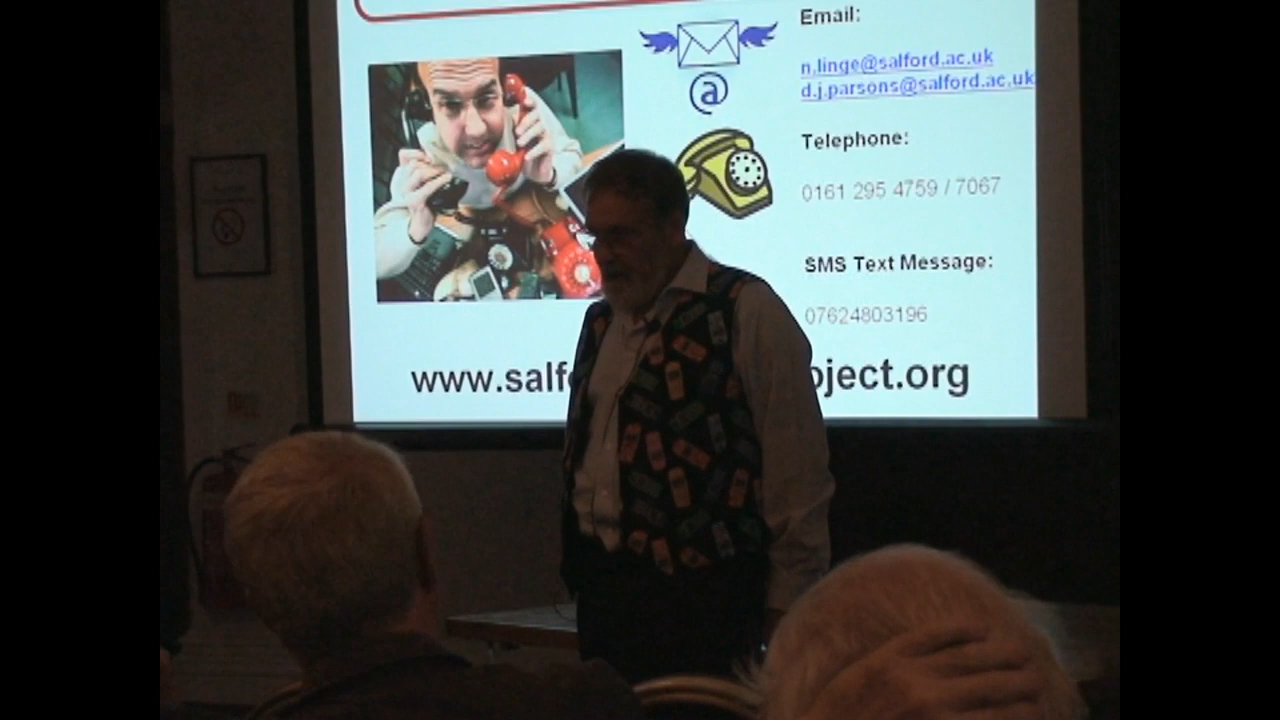 Email:
n.linge@salford.ac.uk
d.j.parsons@salford.ac.uk
Telephone:
0161 295 4759 / 7067
SMS Text Message:
07624803196
www.salf oject.org